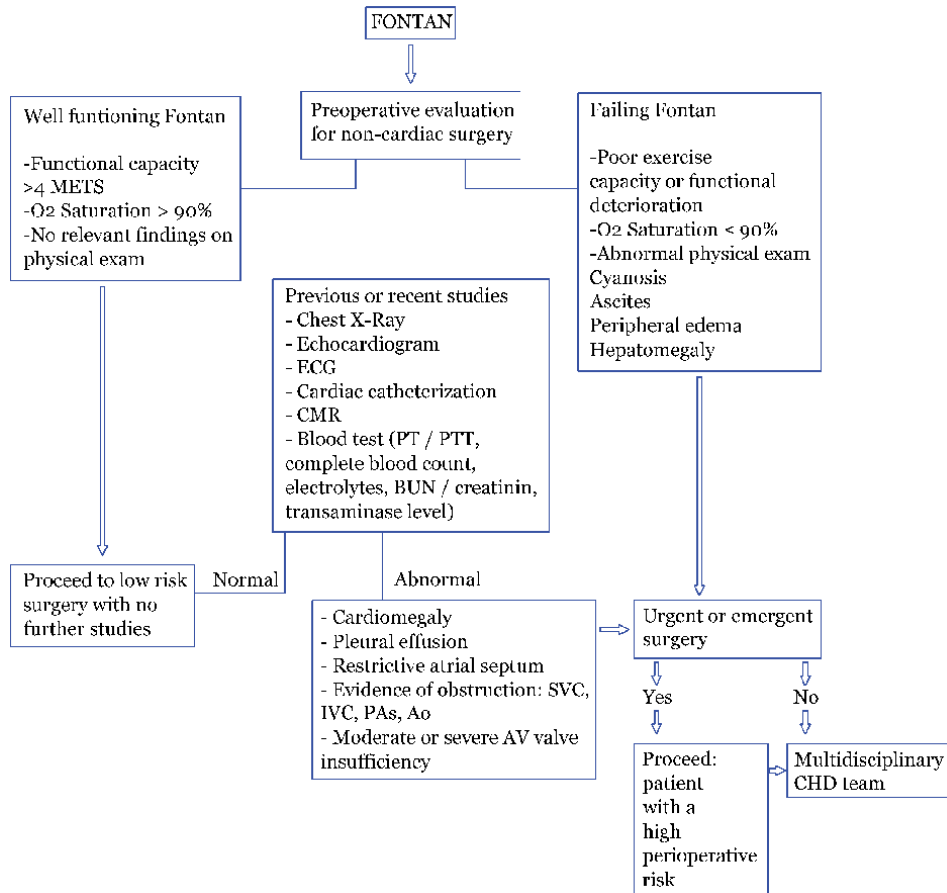 FONTAN
Preoperative evaluation
for non-cardiac surgery
Well funtioning Fontan
-Functional capacity
>4 METS
-O2 Saturation > 90%
-No relevant findings on
physical exam
Failing Fontan
-Poor exercise
capacity or functional
deterioration
-O2 Saturation < 90%
-Abnormal physical exam
Cyanosis
Ascites
Peripheral edema
Hepatomegaly
Previous or recent studies
- Chest X-Ray
- Echocardiogram
- ECG
- Cardiac catheterization
- CMR
- Blood test (PT / PTT,
complete blood count,
electrolytes, BUN / creatinin,
transaminase level)
Proceed to low risk
surgery with no
further studies
Normal
Abnormal
- Cardiomegaly
- Pleural effusion
- Restrictive atrial septum
- Evidence of obstruction: SVC,
IVC, PAs, Ao
- Moderate or severe AV valve
insufficiency
Urgent or emergent
surgery
Yes
No
Proceed:
patient
with a
high
perioperative
risk
Multidisciplinary
CHD team